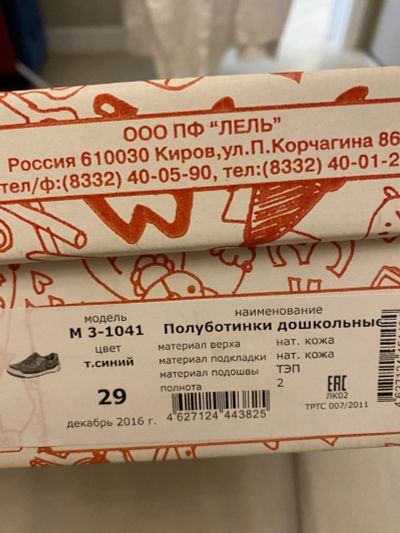 ООО ПФ "ЛЕЛЬ"
Россия 610030 Киров,ул.П.Корчагина 86
тел/ф:(8332) 40-05-90, тел:(8332) 40-01-2
модель
М 3-1041
цвет
т.синий
29
декабрь 2016 г.
наименование
Полуботинки дошкольные
материал верха нат. кожа
материал подкладки нат. кожа
материал подошвы ТЭП
полнота 2
4 627124 443825
ЕАС
ЛК02
ТРТС 007/2011